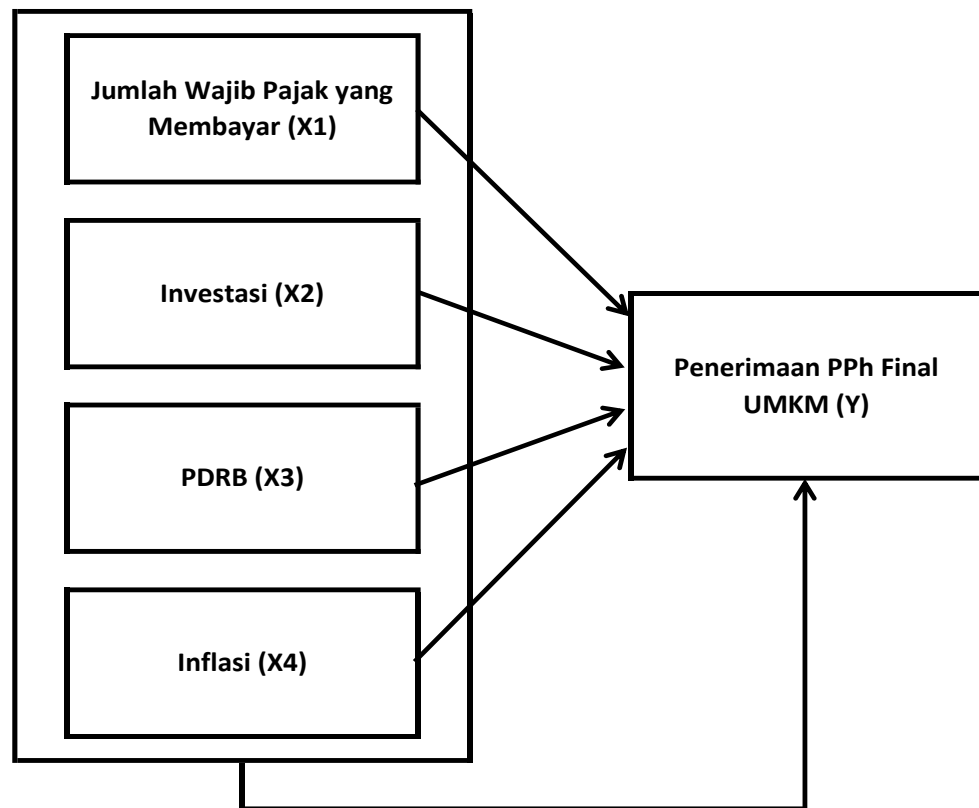 Jumlah Wajib Pajak yang
Membayar (X1)
Investasi (X2)
PDRB (X3)
Inflasi (X4)
Penerimaan PPh Final
UMKM (Y)